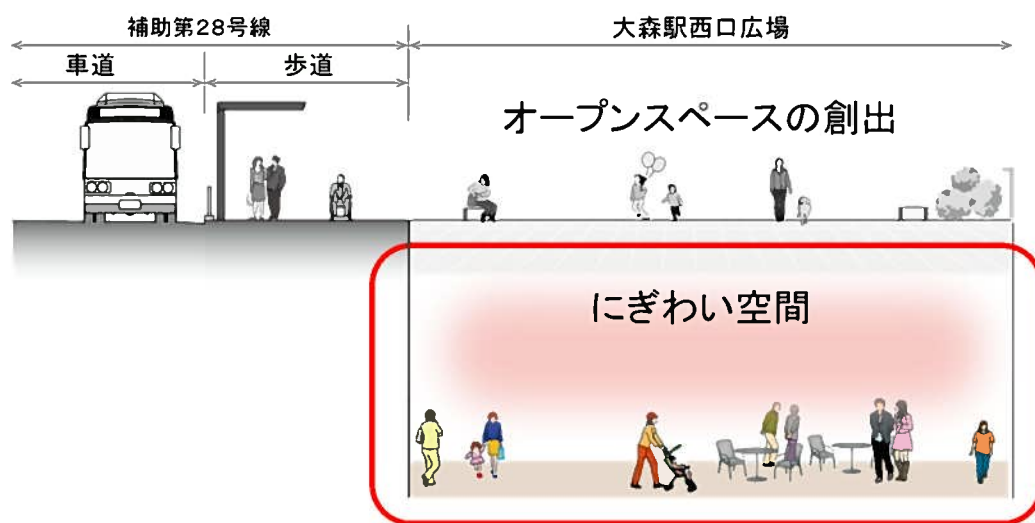 補助第28号線
大森駅西口広場
車道
歩道
オープンスペースの創出
にぎわい空間